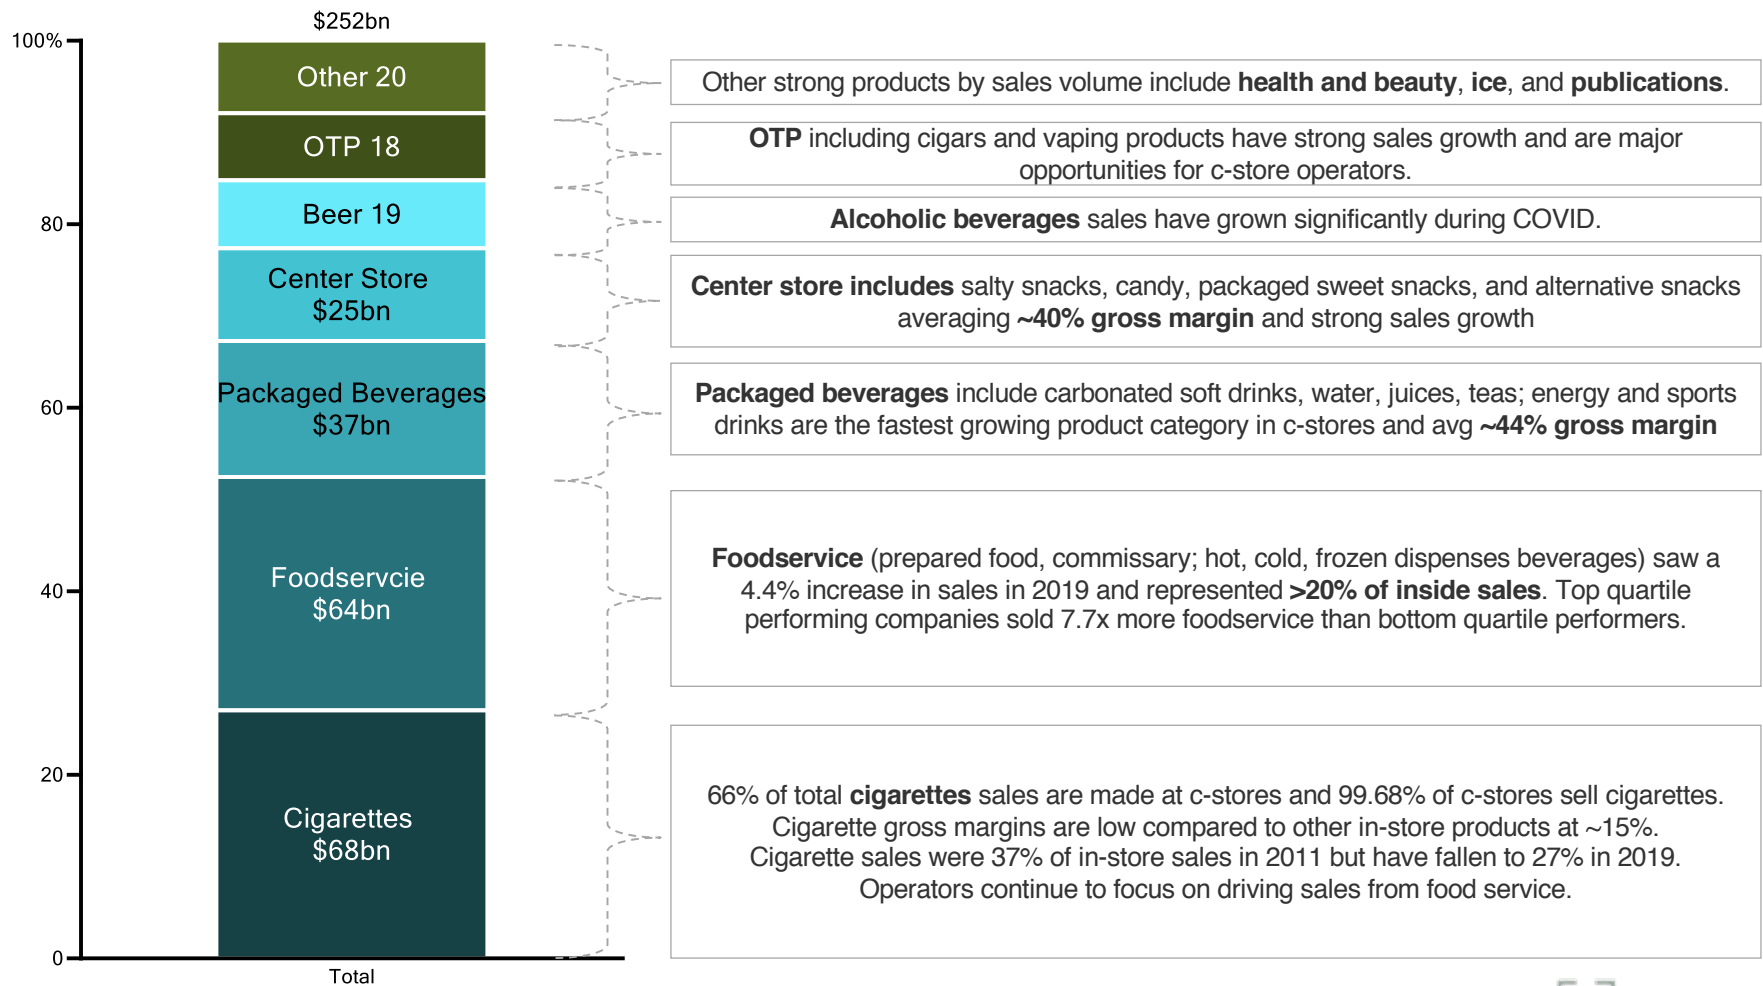 $252bn
100%
80
60
40
20
0
Other 20
OTP 18
Beer 19
Center Store
$25bn
Packaged Beverages
$37bn
Foodservcie
$64bn
Cigarettes
$68bn
Total
Other strong products by sales volume include health and beauty, ice, and publications.
OTP including cigars and vaping products have strong sales growth and are major
opportunities for c-store operators.
Alcoholic beverages sales have grown significantly during COVID.
Center store includes salty snacks, candy, packaged sweet snacks, and alternative snacks
averaging ~40% gross margin and strong sales growth
Packaged beverages include carbonated soft drinks, water, juices, teas; energy and sports
drinks are the fastest growing product category in c-stores and avg ~44% gross margin
Foodservice (prepared food, commissary; hot, cold, frozen dispenses beverages) saw a
4.4% increase in sales in 2019 and represented >20% of inside sales. Top quartile
performing companies sold 7.7x more foodservice than bottom quartile performers.
66% of total cigarettes sales are made at c-stores and 99.68% of c-stores sell cigarettes.
Cigarette gross margins are low compared to other in-store products at ~15%.
Cigarette sales were 37% of in-store sales in 2011 but have fallen to 27% in 2019.
Operators continue to focus on driving sales from food service.